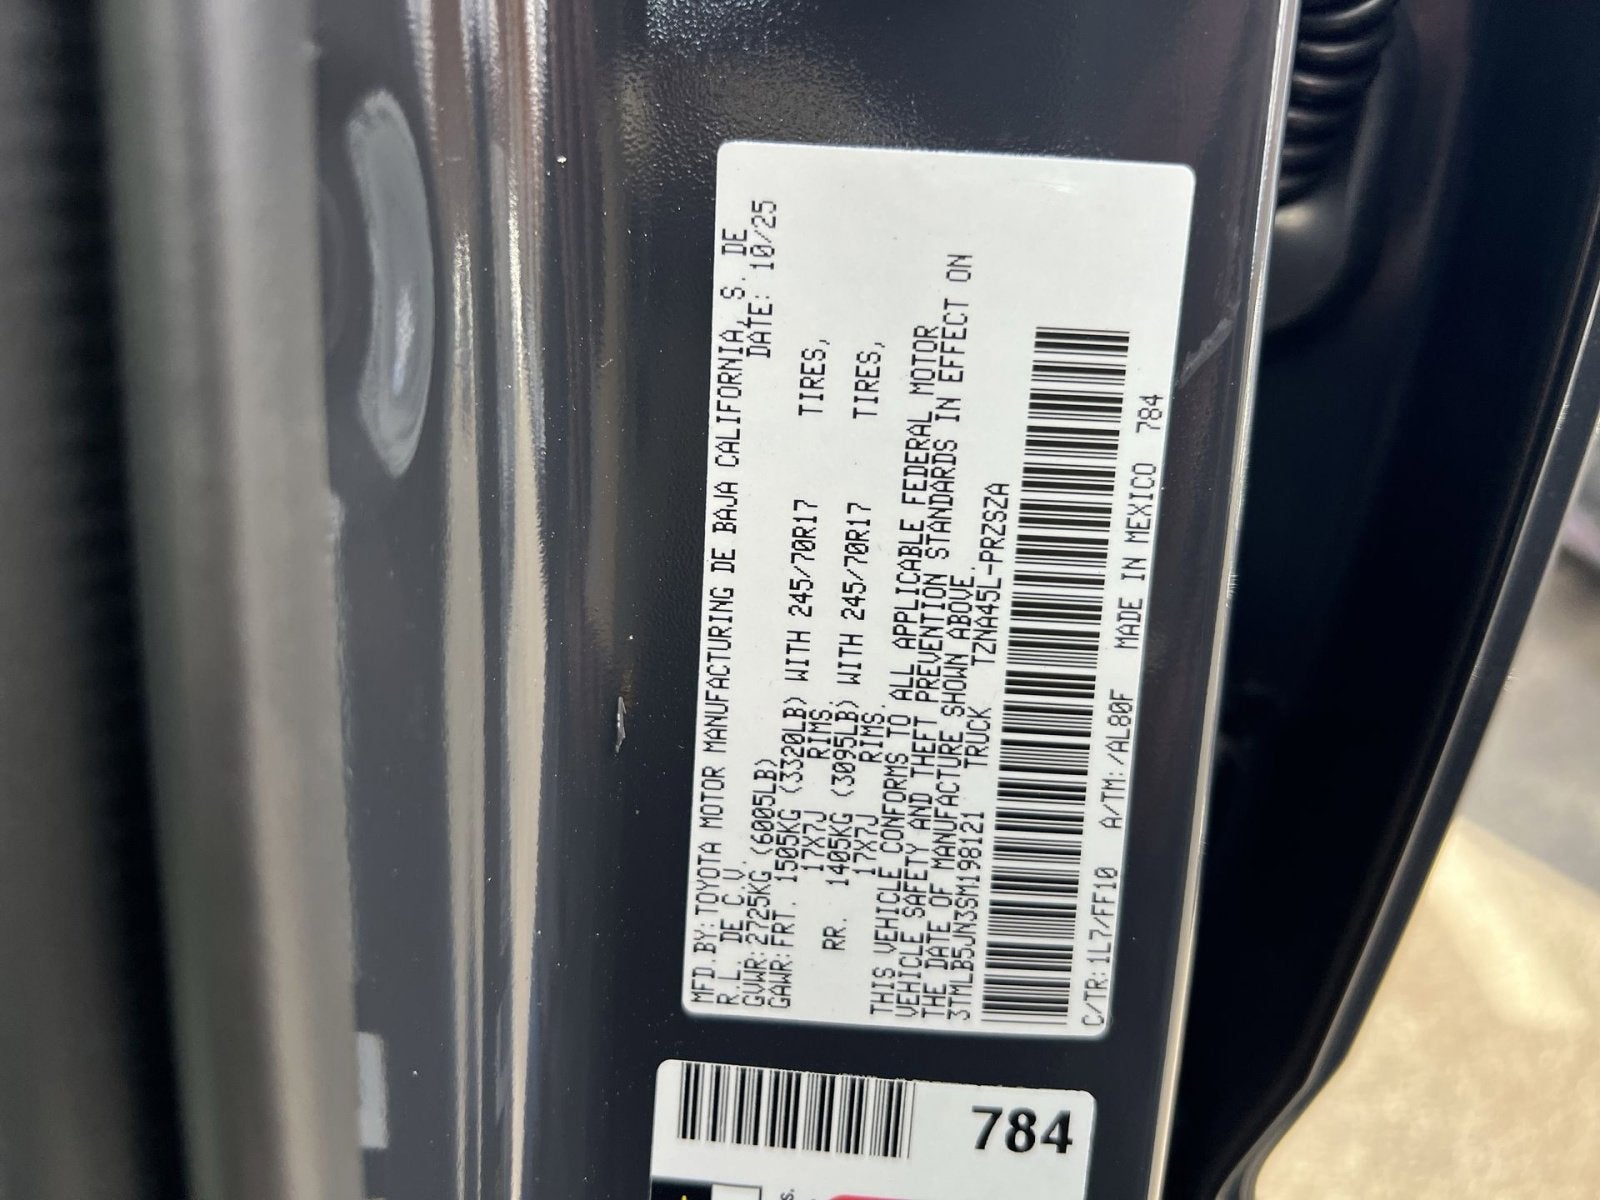 MFD.BY:TOYOTA MOTOR MANUFACTURING DE BAJA CALIFORNIA, S. DE
R.L. DE C.V. DATE: 10/25
GVWR:2725KG (6005LB)
GAWR:FRT. 1505KG (3320LB) WITH 245/70R17 TIRES,
17X7J RIMS.
RR. 1405KG (3095LB) WITH 245/70R17 TIRES,
17X7J RIMS.
THIS VEHICLE CONFORMS TO ALL APPLICABLE FEDERAL MOTOR
VEHICLE SAFETY AND THEFT PREVENTION STANDARDS IN EFFECT ON
THE DATE OF MANUFACTURE SHOWN ABOVE.
3TMLB5JN3SM198121 TRUCK TZNA45L-PRZSZA
C/TR:1L7/FF10 A/TM:/AL80F MADE IN MEXICO 784
784